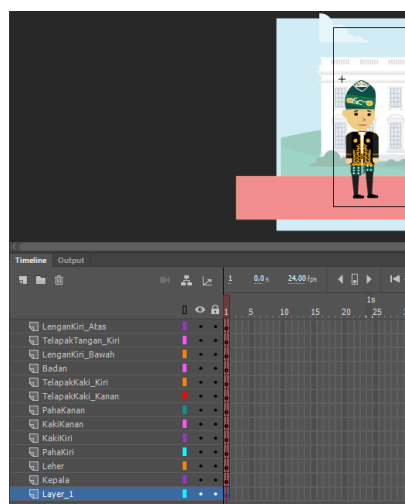 Timeline Output
1 0.0 s 24.00 fps
1s
1 5 10 15 20 25
LenganKiri_Atas
TelapakTangan_Kiri
LenganKiri_Bawah
Badan
TelapakKaki_Kiri
TelapakKaki_Kanan
PahaKanan
KakiKanan
KakiKiri
PahaKiri
Leher
Kepala
Layer_1